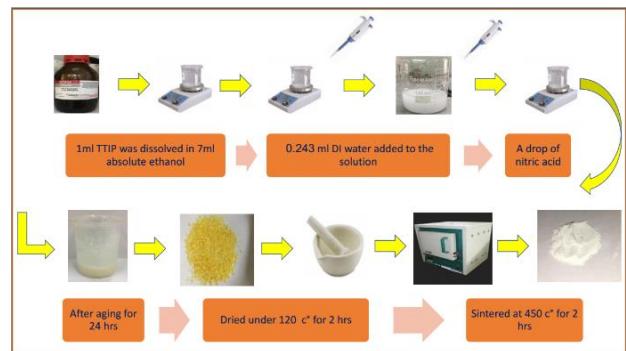 1ml TTIP was dissolved in 7ml
absolute ethanol
0.243 ml DI water added to the
solution
A drop of
nitric acid
After aging for
24 hrs
Dried under 120 c° for 2 hrs
Sintered at 450 c° for 2
hrs